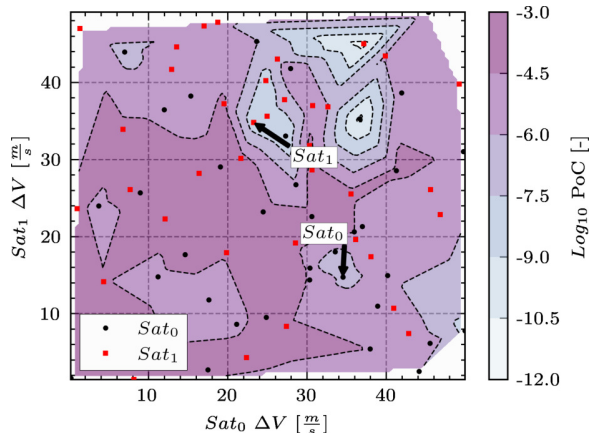 -3.0
-4.5
-6.0
-7.5
-9.0
-10.5
-12.0
Log₁₀ PoC [-]
40
30
20
10
Sat₁ ΔV [m/s]
Sat₁
Sat₀
Sat₀
Sat₁
10 20 30 40
Sat₀ ΔV [m/s]